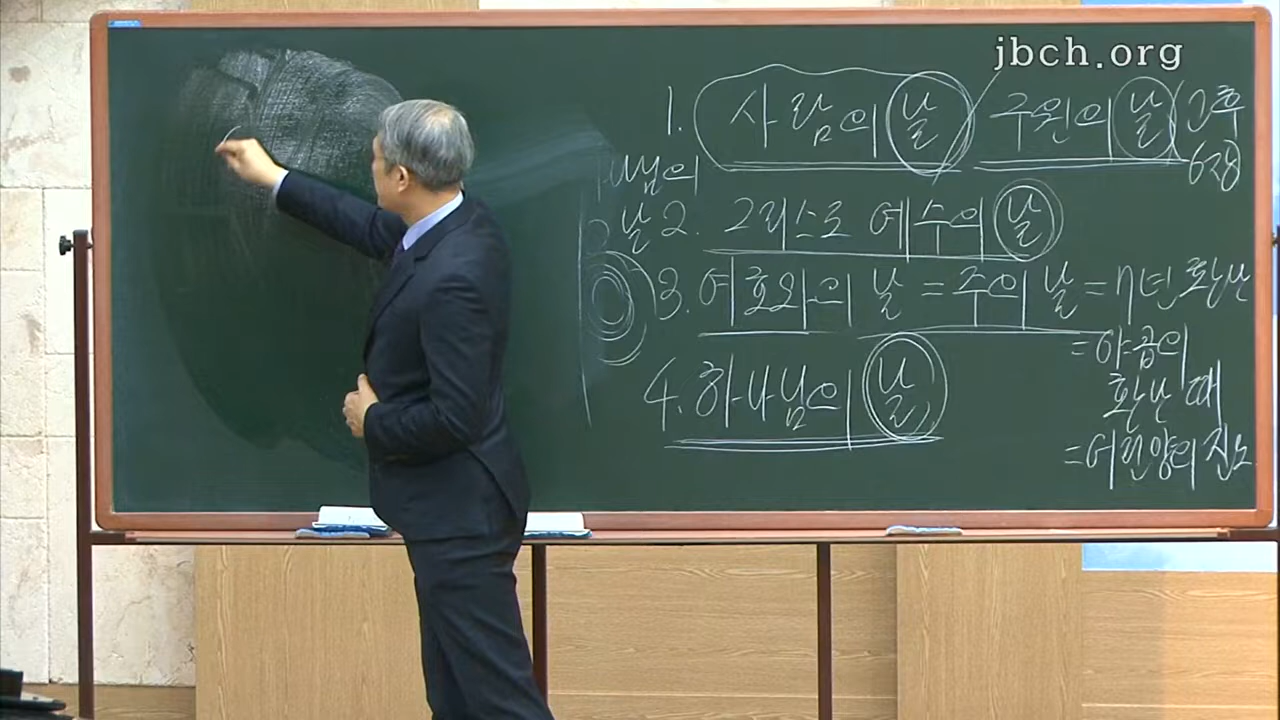 jbch.org
1. 사람의 날 구원의 날 고후
6장
날 2. 그리스도 예수의 날
3. 여호와의 날 = 주의 날 = 7년 환난
= 야곱의
환난 때
= 어린양의 진노
4. 하나님의 날